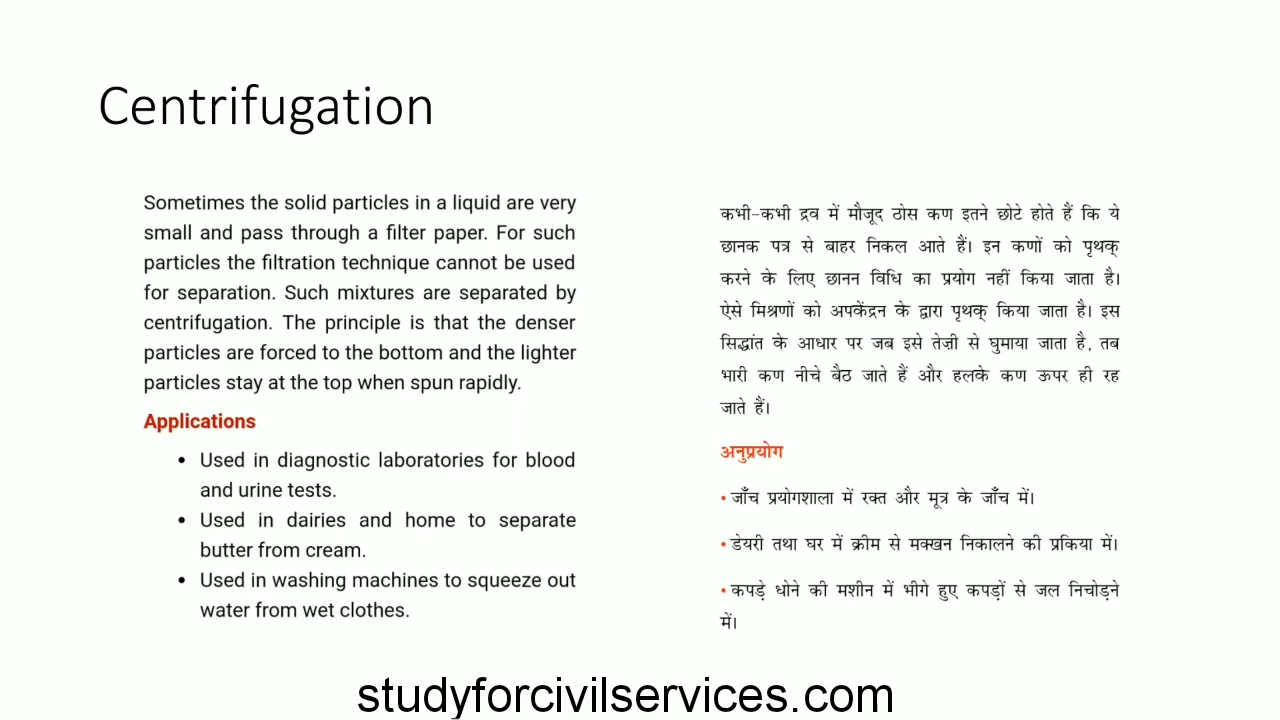 Centrifugation
Sometimes the solid particles in a liquid are very
small and pass through a filter paper. For such
particles the filtration technique cannot be used
for separation. Such mixtures are separated by
centrifugation. The principle is that the denser
particles are forced to the bottom and the lighter
particles stay at the top when spun rapidly.
Applications
• Used in diagnostic laboratories for blood
and urine tests.
• Used in dairies and home to separate
butter from cream.
• Used in washing machines to squeeze out
water from wet clothes.
कभी-कभी द्रव में मौजूद ठोस कण इतने छोटे होते हैं कि ये
छानक पत्र से बाहर निकल आते हैं। इन कणों को पृथक्
करने के लिए छानन विधि का प्रयोग नहीं किया जाता है।
ऐसे मिश्रणों को अपकेंद्रन के द्वारा पृथक् किया जाता है। इस
सिद्धांत के आधार पर जब इसे तेज़ी से घुमाया जाता है, तब
भारी कण नीचे बैठ जाते हैं और हलके कण ऊपर ही रह
जाते हैं।
अनुप्रयोग
• जाँच प्रयोगशाला में रक्त और मूत्र के जाँच में।
• डेयरी तथा घर में क्रीम से मक्खन निकालने की प्रकिया में।
• कपड़े धोने की मशीन में भीगे हुए कपड़ों से जल निचोड़ने
में।
studyforcivilservices.com